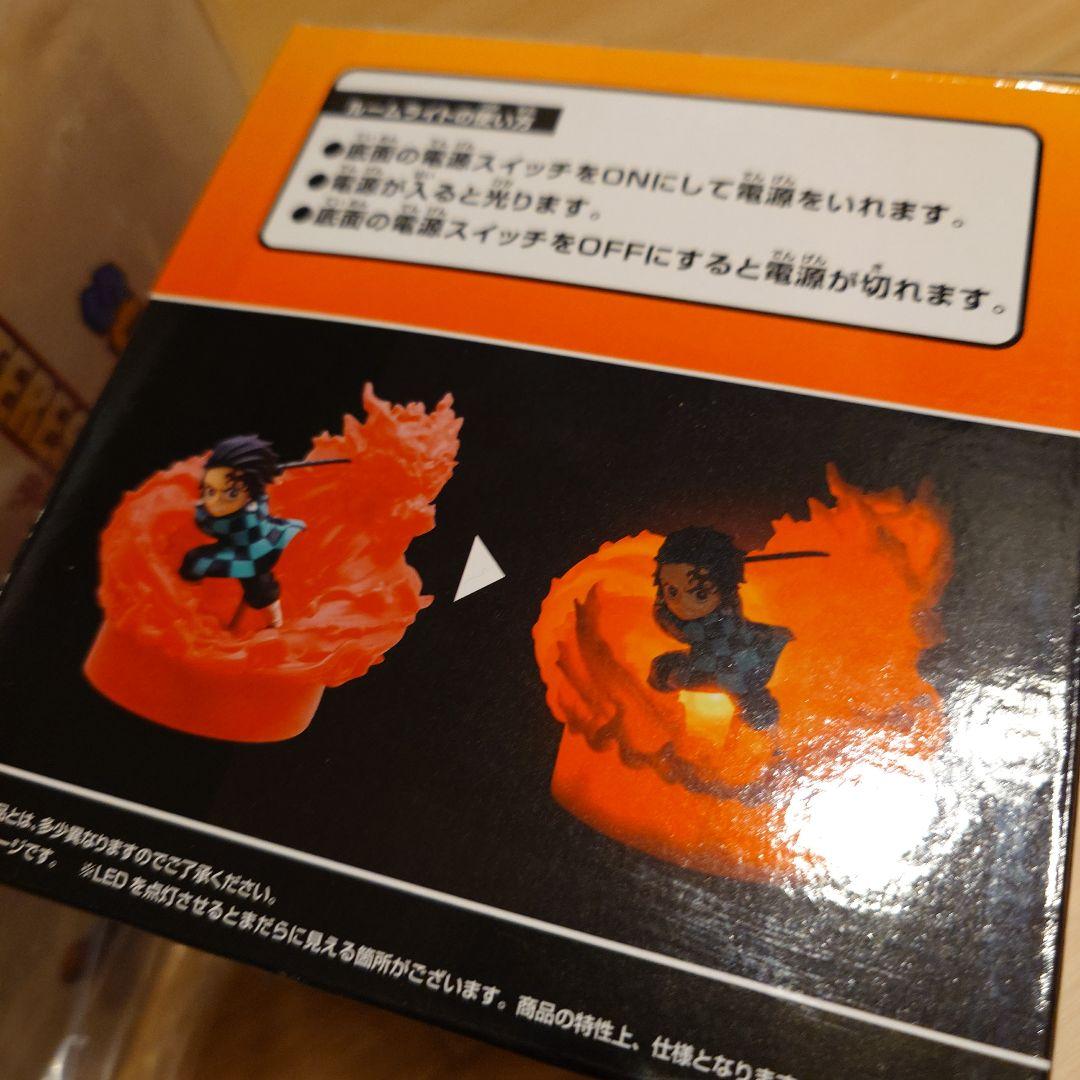 ルームライトの使い方
●底面の電源スイッチをONにして電源をいれます。
●電源が入ると光ります。
●底面の電源スイッチをOFFにすると電源が切れます。
品とは、多少異なりますのでご了承ください。
ージです。 ※LEDを点灯させるとまだらに見える箇所がございます。商品の特性上、仕様となります
ERES